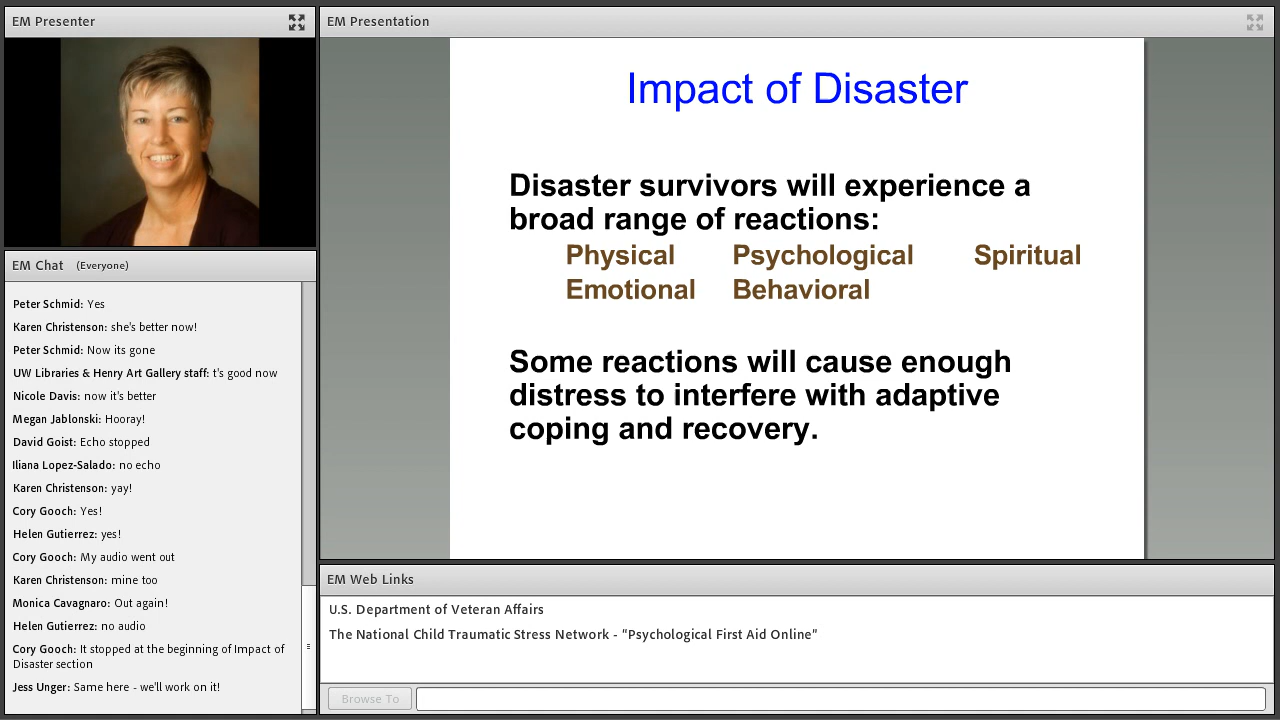 EM Presenter
EM Chat (Everyone)
Peter Schmid: Yes
Karen Christenson: she's better now!
Peter Schmid: Now its gone
UW Libraries & Henry Art Gallery staff: t's good now
Nicole Davis: now it's better
Megan Jablonski: Hooray!
David Goist: Echo stopped
Iliana Lopez-Salado: no echo
Karen Christenson: yay!
Cory Gooch: Yes!
Helen Gutierrez: yes!
Cory Gooch: My audio went out
Karen Christenson: mine too
Monica Cavagnaro: Out again!
Helen Gutierrez: no audio
Cory Gooch: It stopped at the beginning of Impact of
Disaster section
Jess Unger: Same here - we'll work on it!
EM Presentation
Impact of Disaster
Disaster survivors will experience a
broad range of reactions:
Physical Psychological Spiritual
Emotional Behavioral
Some reactions will cause enough
distress to interfere with adaptive
coping and recovery.
EM Web Links
U.S. Department of Veteran Affairs
The National Child Traumatic Stress Network - "Psychological First Aid Online"
Browse To